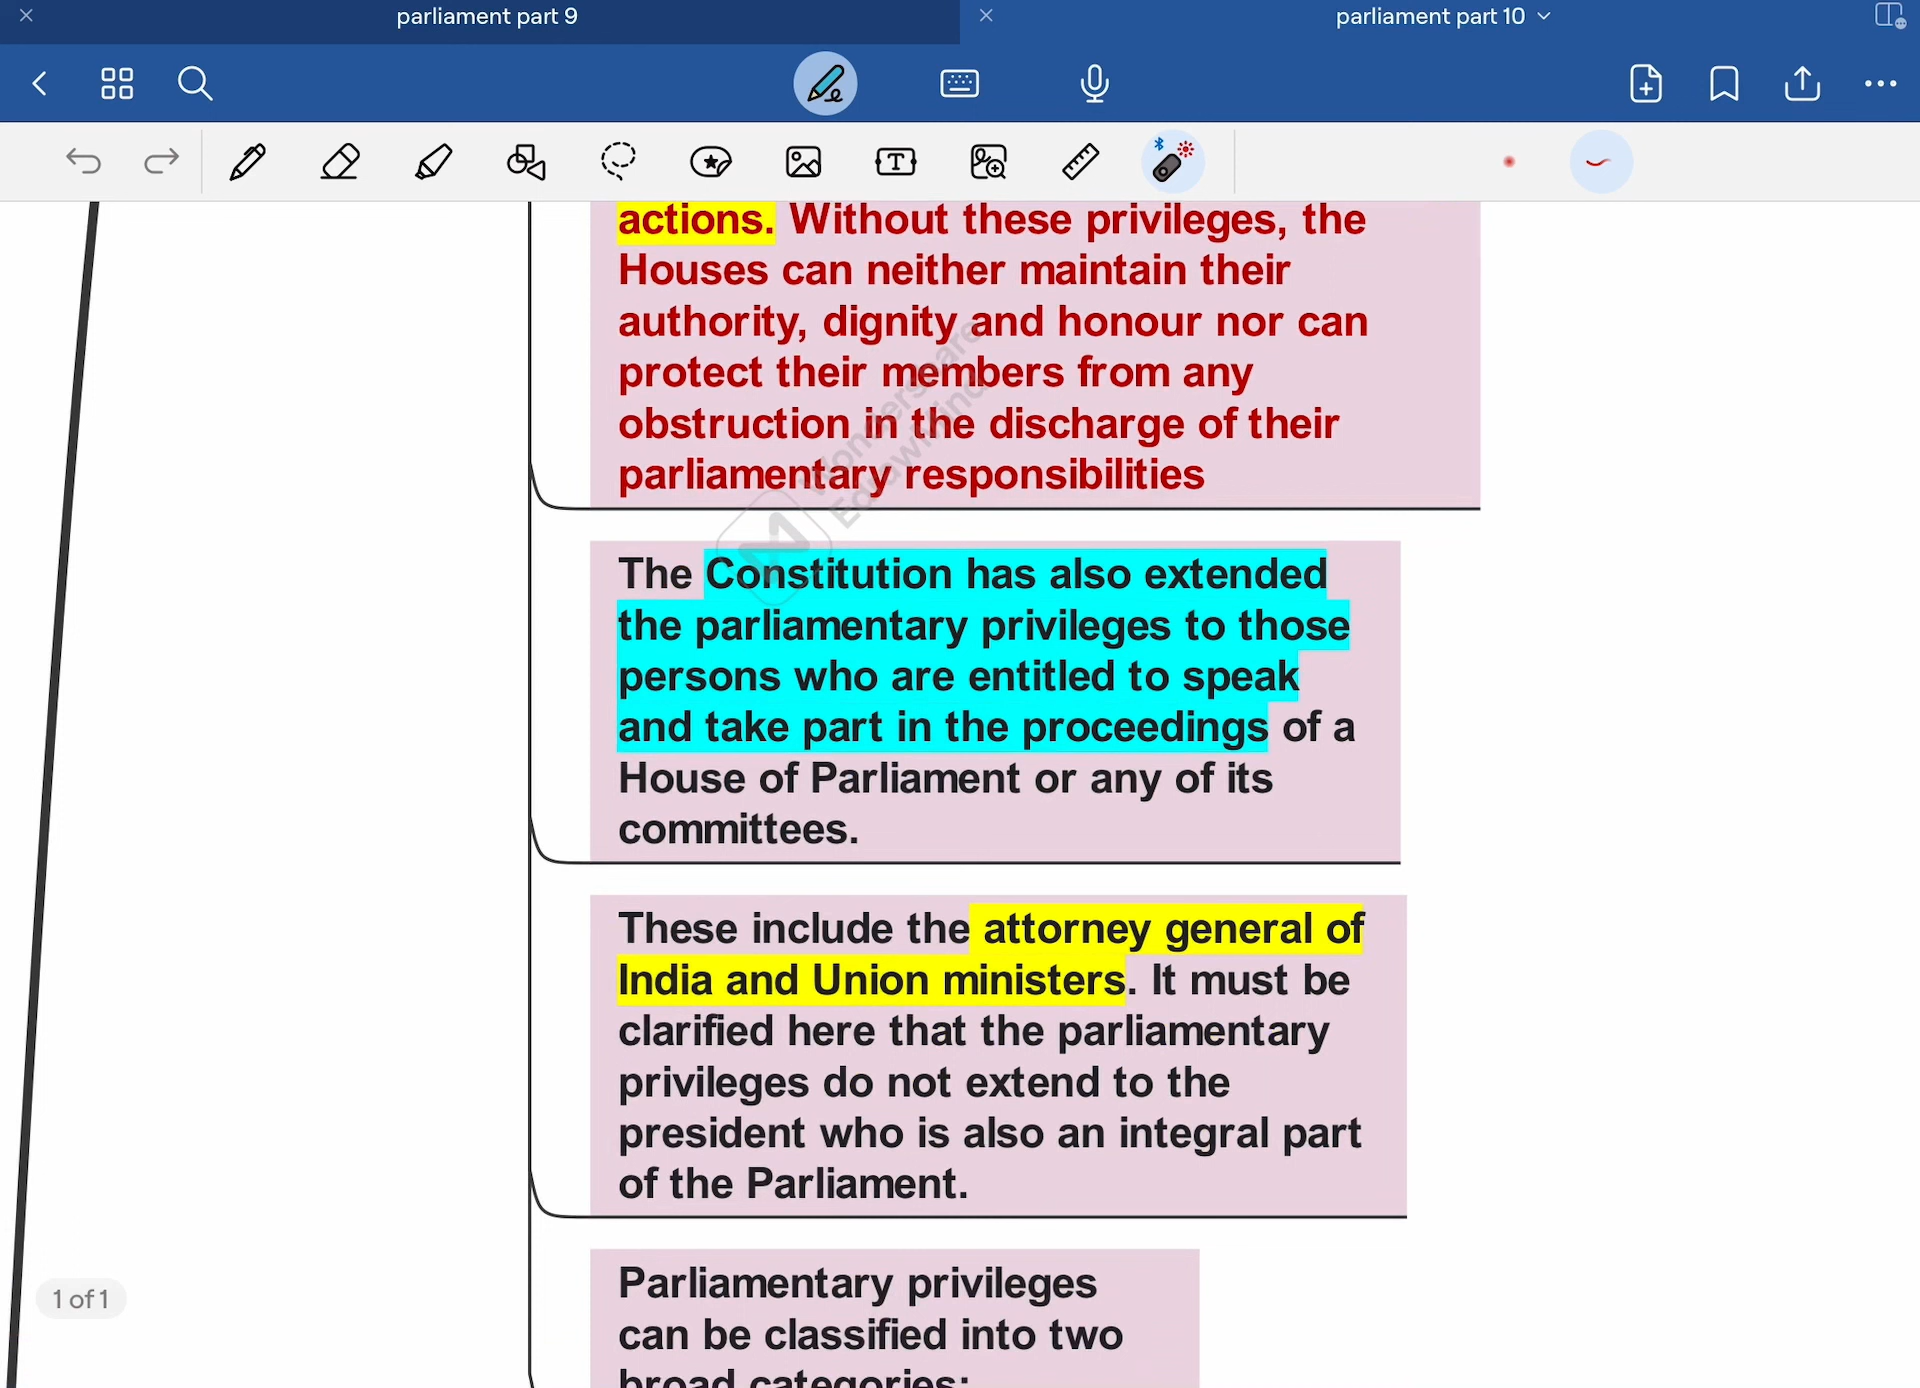 parliament part 9
parliament part 10
actions. Without these privileges, the
Houses can neither maintain their
authority, dignity and honour nor can
protect their members from any
obstruction in the discharge of their
parliamentary responsibilities
Wondershare
EdrawMind
The Constitution has also extended
the parliamentary privileges to those
persons who are entitled to speak
and take part in the proceedings of a
House of Parliament or any of its
committees.
These include the attorney general of
India and Union ministers. It must be
clarified here that the parliamentary
privileges do not extend to the
president who is also an integral part
of the Parliament.
Parliamentary privileges
can be classified into two
broad categories:
1 of 1